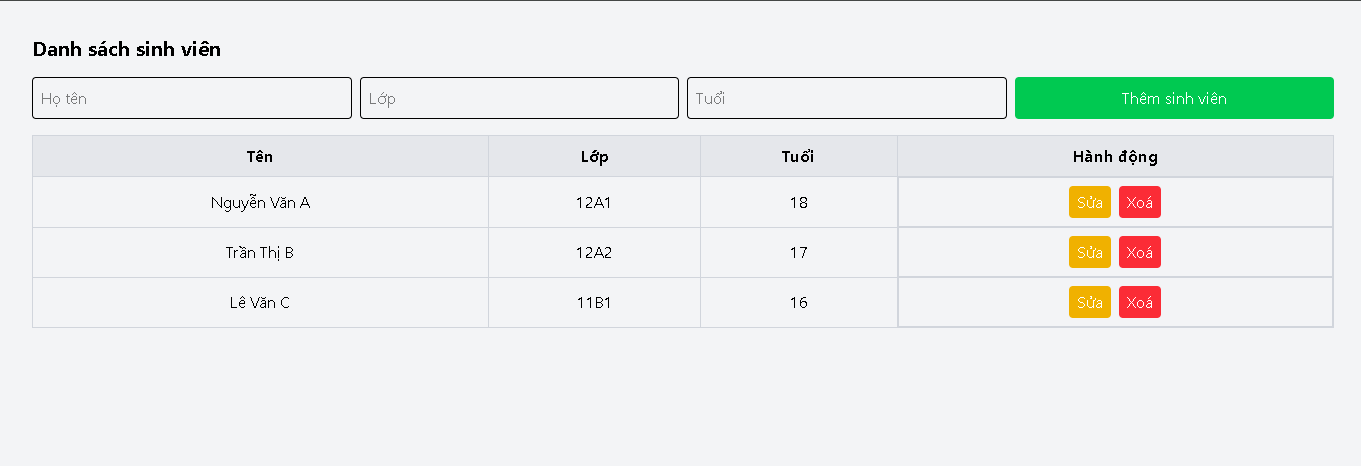 Danh sách sinh viên
Họ tên Lớp Tuổi Thêm sinh viên
Tên Lớp Tuổi Hành động
Nguyễn Văn A 12A1 18 Sửa Xoá
Trần Thị B 12A2 17 Sửa Xoá
Lê Văn C 11B1 16 Sửa Xoá